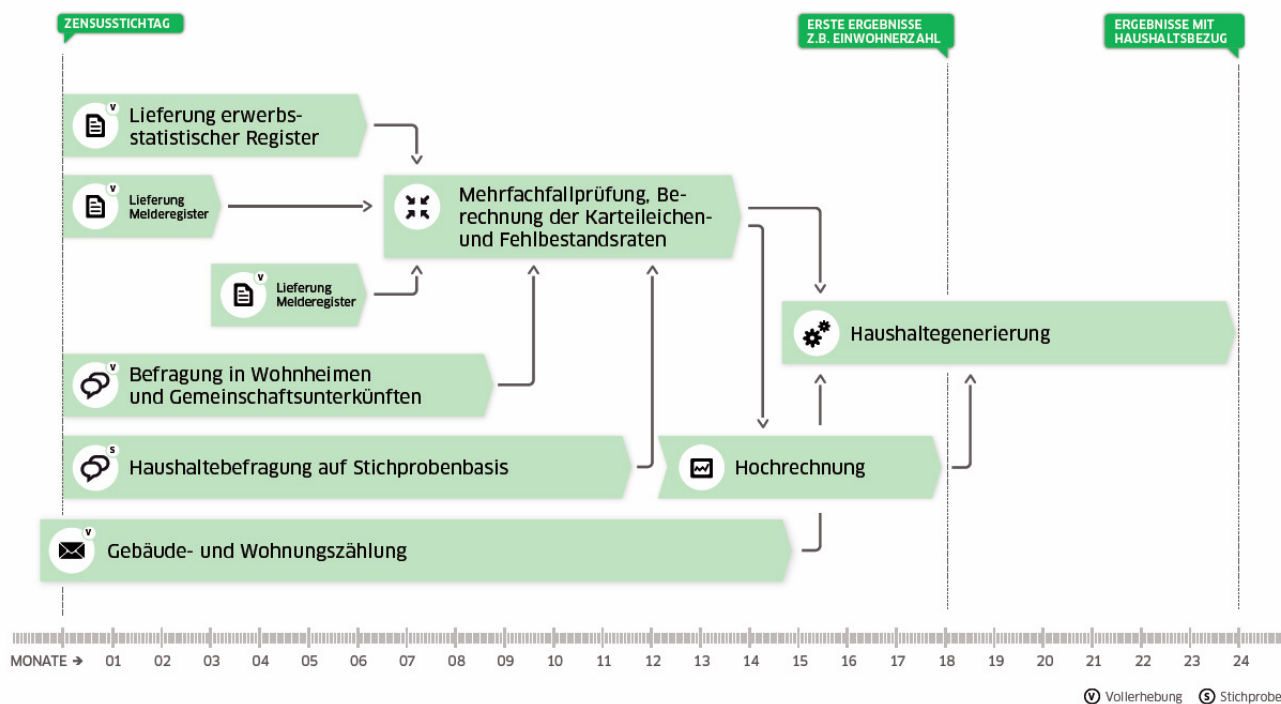 ZENSUSSTICHTAG
ERSTE ERGEBNISSE
Z.B. EINWOHNERZAHL
ERGEBNISSE MIT
HAUSHALTSBEZUG
V
Lieferung erwerbs-
statistischer Register
V
Lieferung
Melderegister
Mehrfachfallprüfung, Be-
rechnung der Karteileichen-
und Fehlbestandsraten
V
Lieferung
Melderegister
Haushaltegenerierung
V
Befragung in Wohnheimen
und Gemeinschaftsunterkünften
S
Haushaltebefragung auf Stichprobenbasis
Hochrechnung
V
Gebäude- und Wohnungszählung
MONATE → 01 02 03 04 05 06 07 08 09 10 11 12 13 14 15 16 17 18 19 20 21 22 23 24
V Vollerhebung S Stichprobe